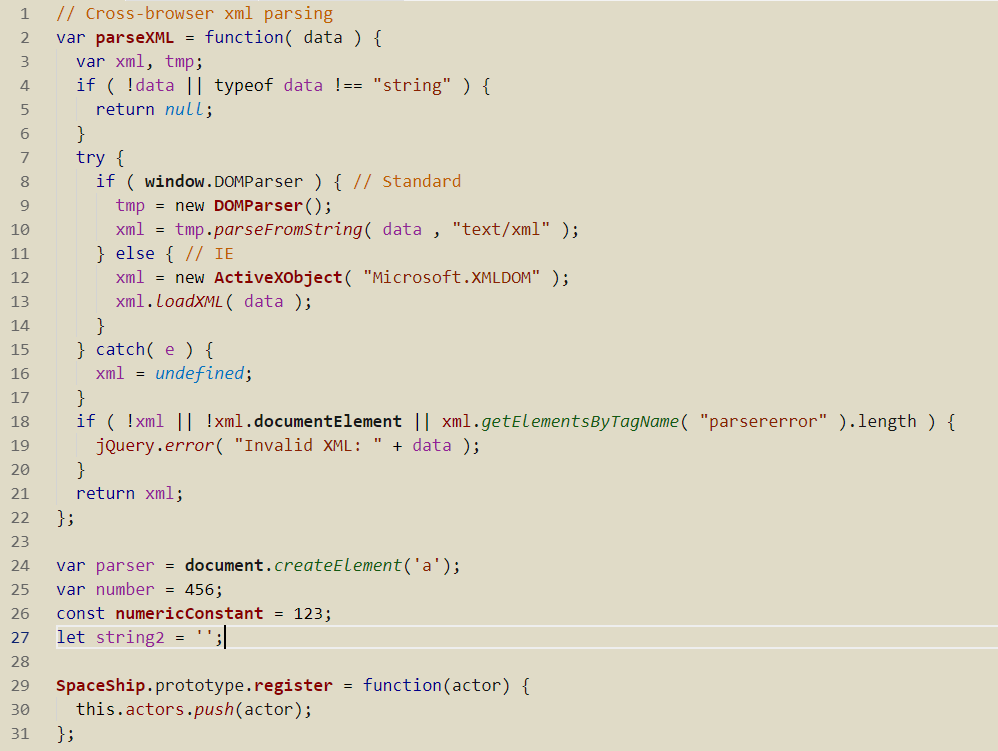 1 // Cross-browser xml parsing
2 var parseXML = function( data ) {
3   var xml, tmp;
4   if ( !data || typeof data !== "string" ) {
5     return null;
6   }
7   try {
8     if ( window.DOMParser ) { // Standard
9       tmp = new DOMParser();
10       xml = tmp.parseFromString( data , "text/xml" );
11     } else { // IE
12       xml = new ActiveXObject( "Microsoft.XMLDOM" );
13       xml.loadXML( data );
14     }
15   } catch( e ) {
16     xml = undefined;
17   }
18   if ( !xml || !xml.documentElement || xml.getElementsByTagName( "parsererror" ).length ) {
19     jQuery.error( "Invalid XML: " + data );
20   }
21   return xml;
22 };
23
24 var parser = document.createElement('a');
25 var number = 456;
26 const numericConstant = 123;
27 let string2 = '';
28
29 SpaceShip.prototype.register = function(actor) {
30   this.actors.push(actor);
31 };